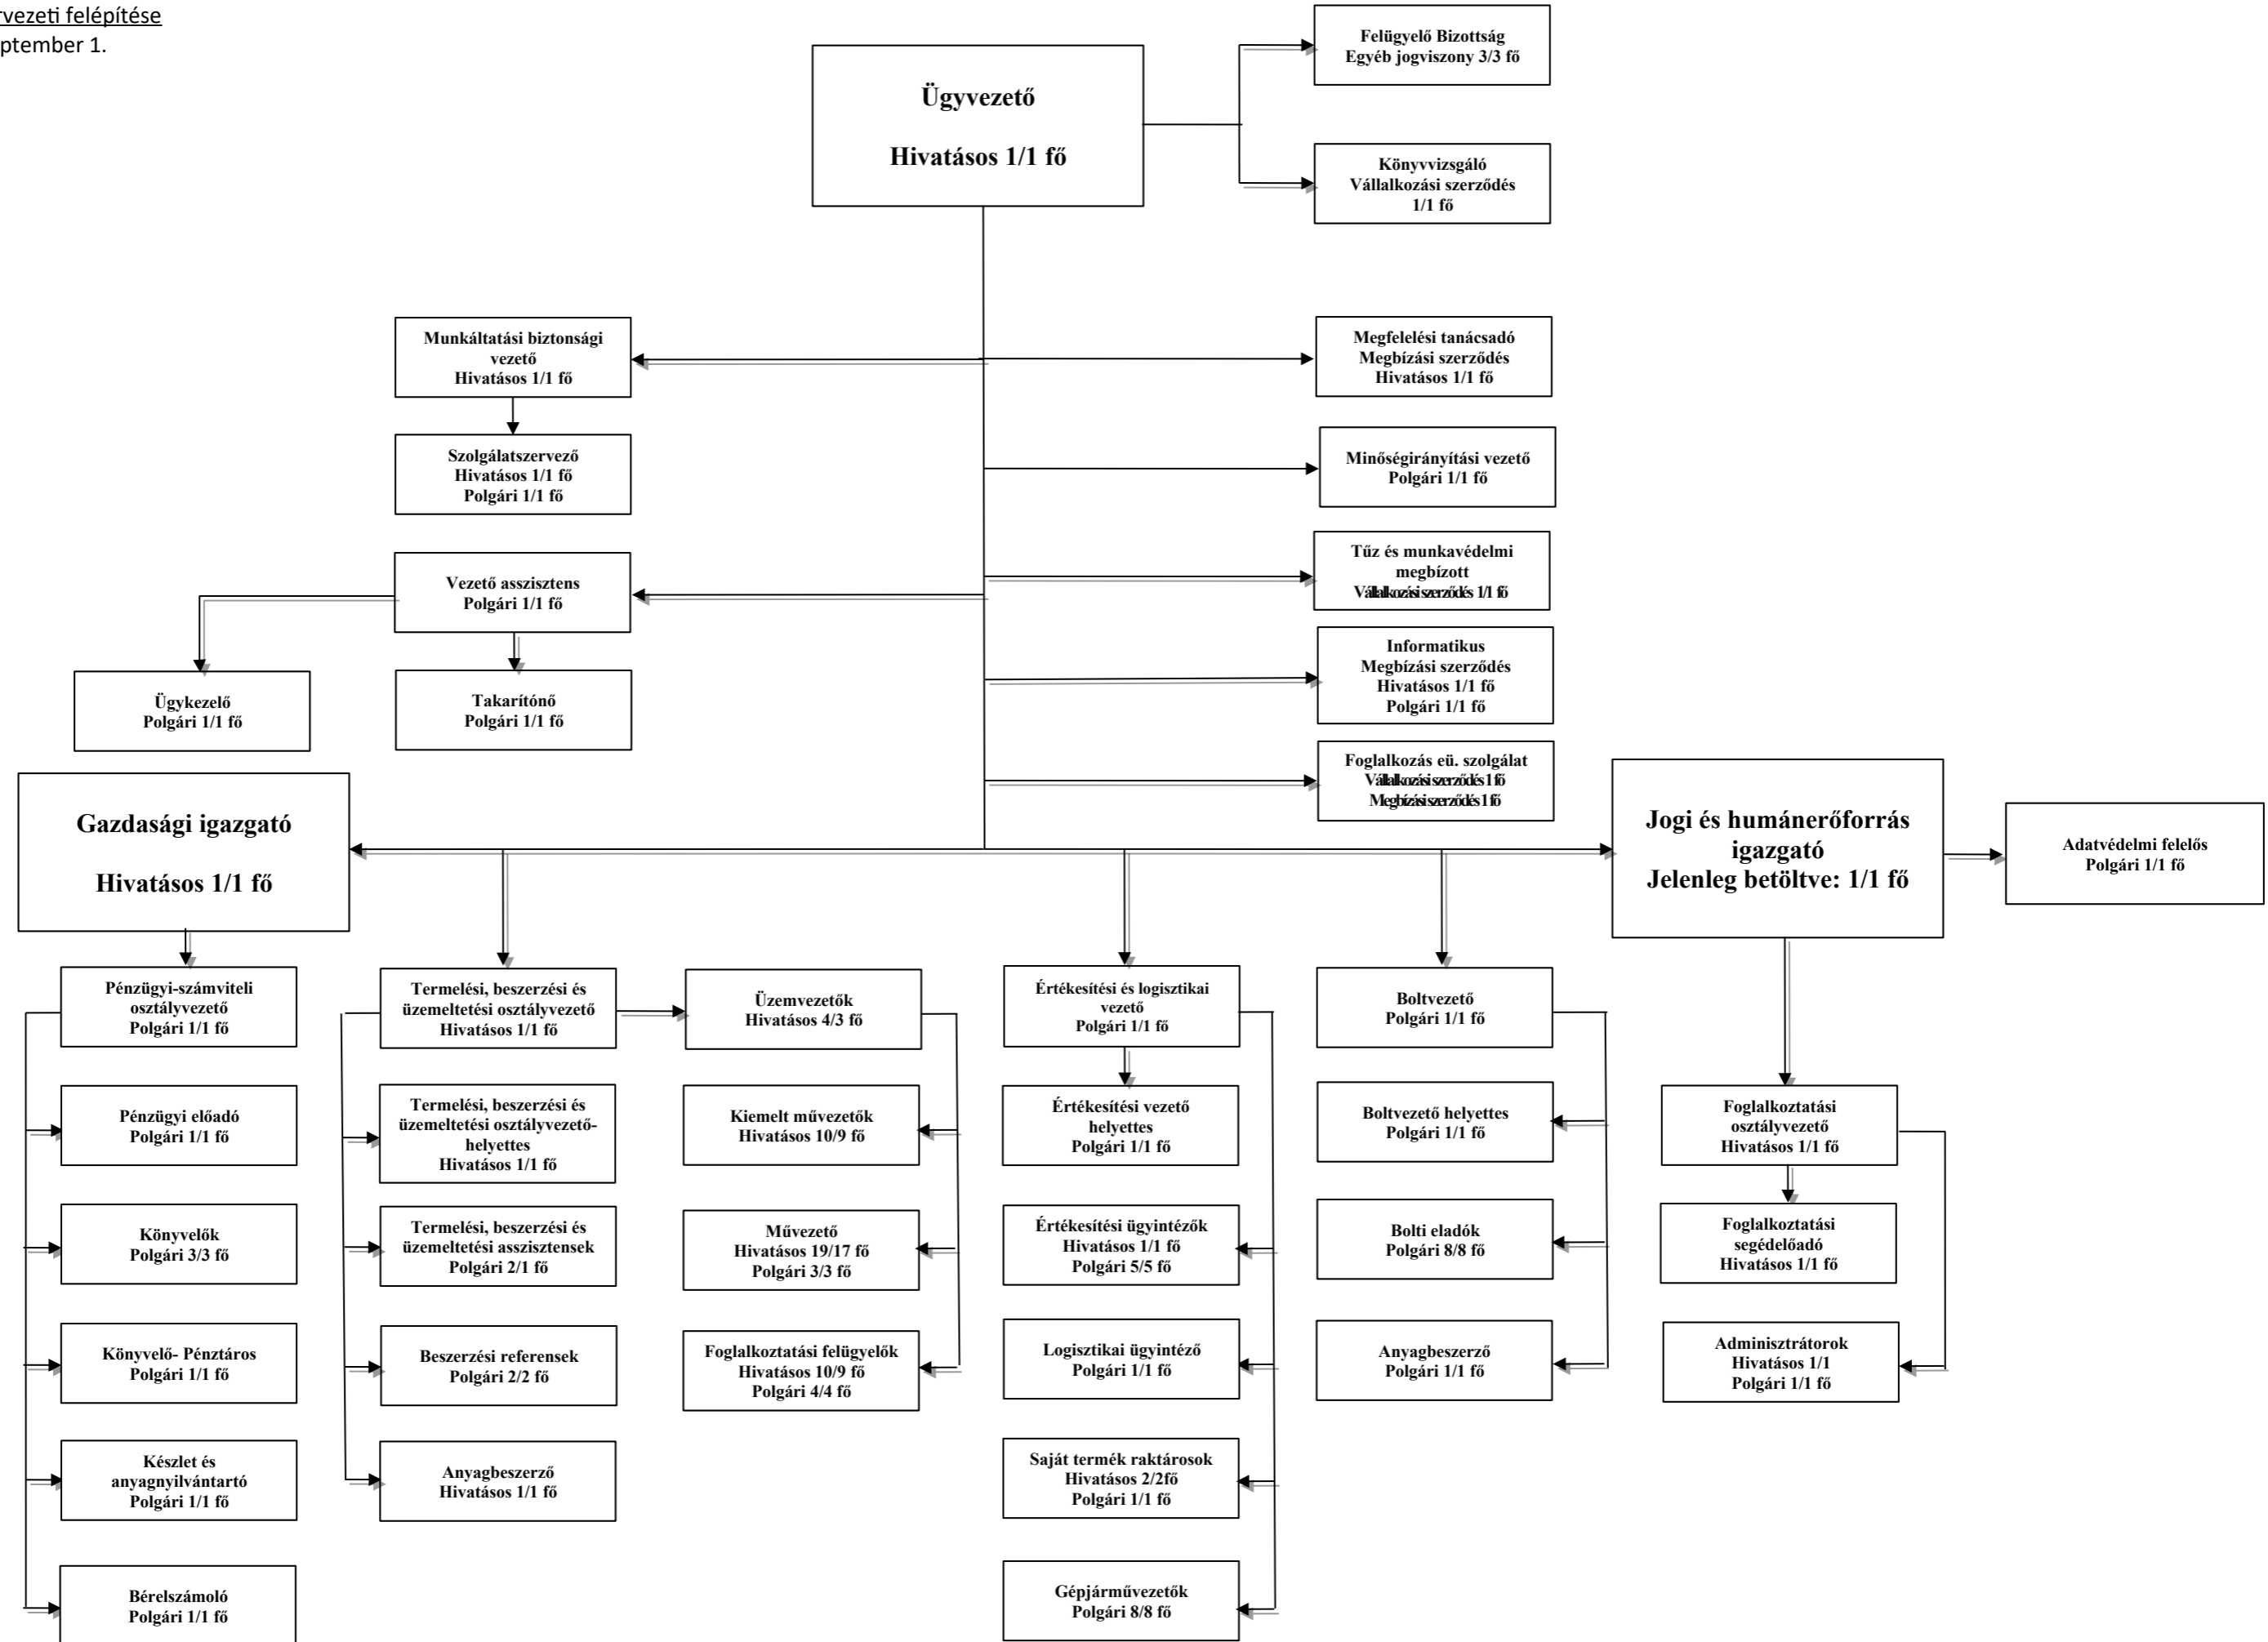 rvezeti felépítése
ptember 1.
Ügyvezető
Hivatásos 1/1 fő
Felügyelő Bizottság
Egyéb jogviszony 3/3 fő
Könyvvizsgáló
Vállalkozási szerződés
1/1 fő
Munkáltatási biztonsági
vezető
Hivatásos 1/1 fő
Megfelelési tanácsadó
Megbízási szerződés
Hivatásos 1/1 fő
Szolgálatszervező
Hivatásos 1/1 fő
Polgári 1/1 fő
Minőségirányítási vezető
Polgári 1/1 fő
Vezető asszisztens
Polgári 1/1 fő
Tűz és munkavédelmi
megbízott
Vállalkozási szerződés 1/1 fő
Ügykezelő
Polgári 1/1 fő
Takarítónő
Polgári 1/1 fő
Informatikus
Megbízási szerződés
Hivatásos 1/1 fő
Polgári 1/1 fő
Foglalkozás eü. szolgálat
Vállalkozási szerződés 1 fő
Megbízási szerződés 1 fő
Gazdasági igazgató
Hivatásos 1/1 fő
Jogi és humánerőforrás
igazgató
Jelenleg betöltve: 1/1 fő
Adatvédelmi felelős
Polgári 1/1 fő
Pénzügyi-számviteli
osztályvezető
Polgári 1/1 fő
Pénzügyi előadó
Polgári 1/1 fő
Könyvelők
Polgári 3/3 fő
Könyvelő- Pénztáros
Polgári 1/1 fő
Készlet és
anyagnyilvántartó
Polgári 1/1 fő
Bérelszámoló
Polgári 1/1 fő
Termelési, beszerzési és
üzemeltetési osztályvezető
Hivatásos 1/1 fő
Termelési, beszerzési és
üzemeltetési osztályvezető-
helyettes
Hivatásos 1/1 fő
Termelési, beszerzési és
üzemeltetési asszisztensek
Polgári 2/1 fő
Beszerzési referensek
Polgári 2/2 fő
Anyagbeszerző
Hivatásos 1/1 fő
Üzemvezetők
Hivatásos 4/3 fő
Kiemelt művezetők
Hivatásos 10/9 fő
Művezető
Hivatásos 19/17 fő
Polgári 3/3 fő
Foglalkoztatási felügyelők
Hivatásos 10/9 fő
Polgári 4/4 fő
Értékesítési és logisztikai
vezető
Polgári 1/1 fő
Értékesítési vezető
helyettes
Polgári 1/1 fő
Értékesítési ügyintézők
Hivatásos 1/1 fő
Polgári 5/5 fő
Logisztikai ügyintéző
Polgári 1/1 fő
Saját termék raktárosok
Hivatásos 2/2fő
Polgári 1/1 fő
Gépjárművezetők
Polgári 8/8 fő
Boltvezető
Polgári 1/1 fő
Boltvezető helyettes
Polgári 1/1 fő
Bolti eladók
Polgári 8/8 fő
Anyagbeszerző
Polgári 1/1 fő
Foglalkoztatási
osztályvezető
Hivatásos 1/1 fő
Foglalkoztatási
segédelőadó
Hivatásos 1/1 fő
Adminisztrátorok
Hivatásos 1/1
Polgári 1/1 fő